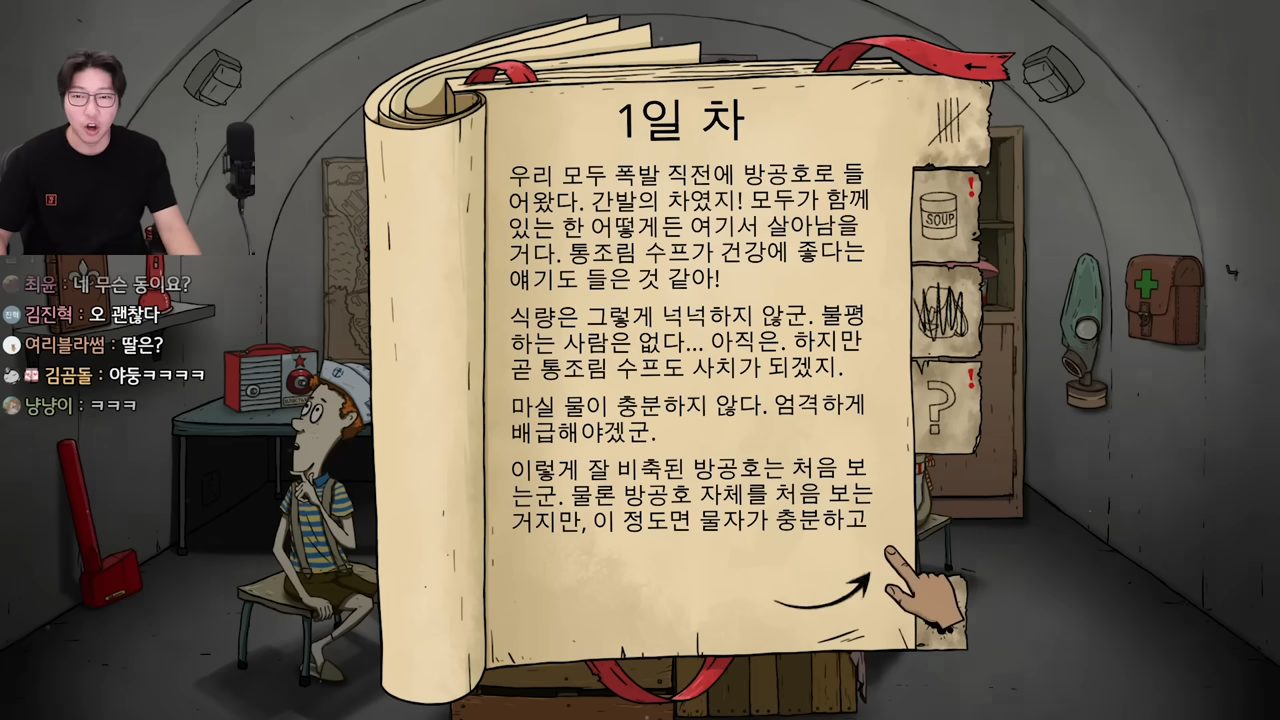 1일 차
우리 모두 폭발 직전에 방공호로 들
어왔다. 간발의 차였지! 모두가 함께
있는 한 어떻게든 여기서 살아남을
거다. 통조림 수프가 건강에 좋다는
얘기도 들은 것 같아!
식량은 그렇게 넉넉하지 않군. 불평
하는 사람은 없다... 아직은. 하지만
곧 통조림 수프도 사치가 되겠지.
마실 물이 충분하지 않다. 엄격하게
배급해야겠군.
이렇게 잘 비축된 방공호는 처음 보
는군. 물론 방공호 자체를 처음 보는
거지만, 이 정도면 물자가 충분하고
!
SOUP
!
?
최윤 : 네 무슨 동이요?
진혁 김진혁 : 오 괜찮다
여리블라썸 : 딸은?
김곰돌 : 야둥ㅋㅋㅋㅋ
냥냥이 : ㅋㅋㅋ